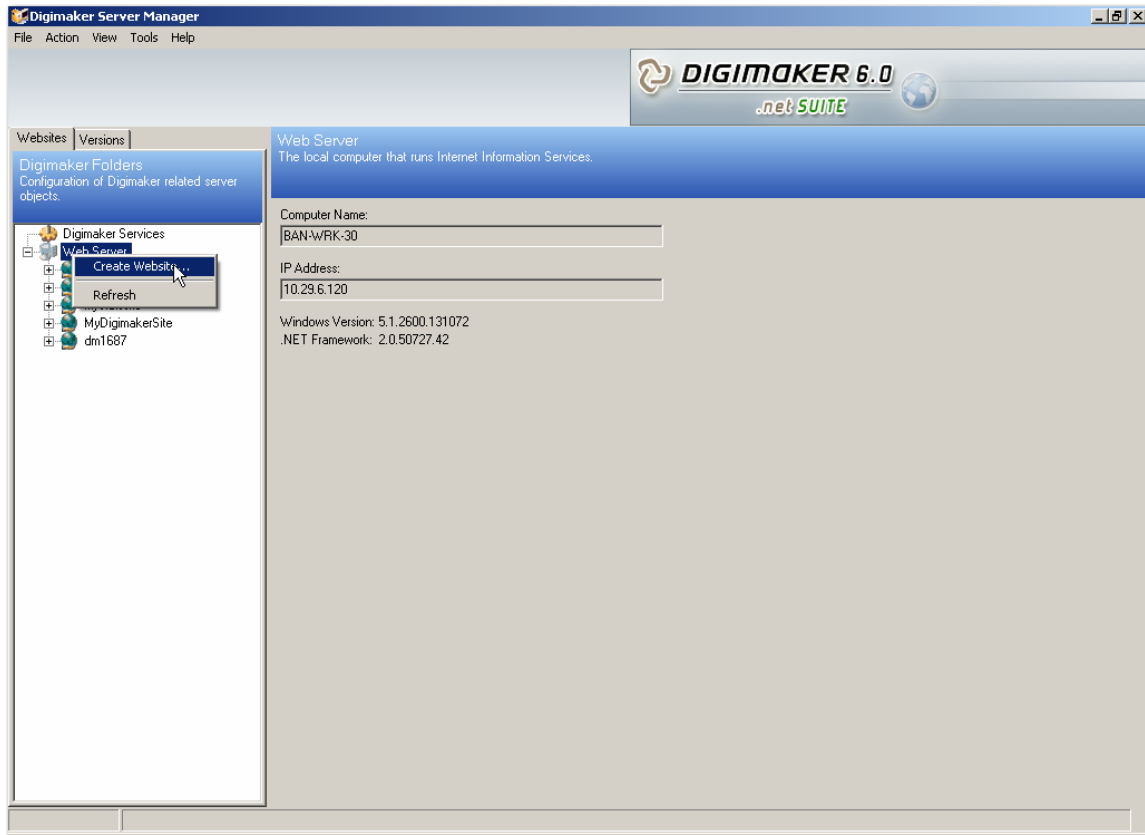 Digimaker Server Manager
File Action View Tools Help
DIGIMAKER 6.0
.net SUITE
Websites Versions
Digimaker Folders
Configuration of Digimaker related server
objects.
Web Server
The local computer that runs Internet Information Services.
Digimaker Services
Web Server
Create Website...
Refresh
MyDigimakerSite
dm1687
Computer Name:
BAN-WRK-30
IP Address:
10.29.6.120
Windows Version: 5.1.2600.131072
.NET Framework: 2.0.50727.42